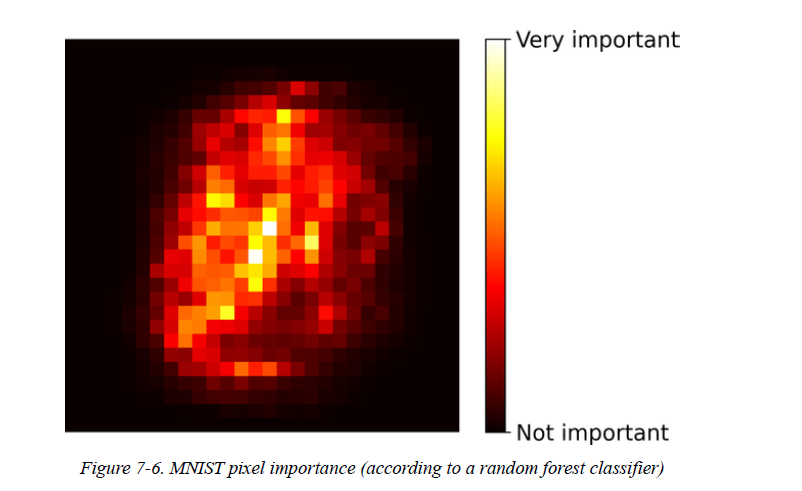 Very important
Not important
Figure 7-6. MNIST pixel importance (according to a random forest classifier)